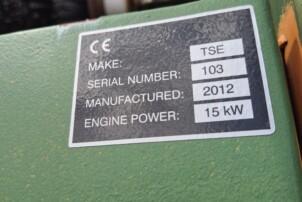 CE
MAKE: TSE
SERIAL NUMBER: 103
MANUFACTURED: 2012
ENGINE POWER: 15 kW